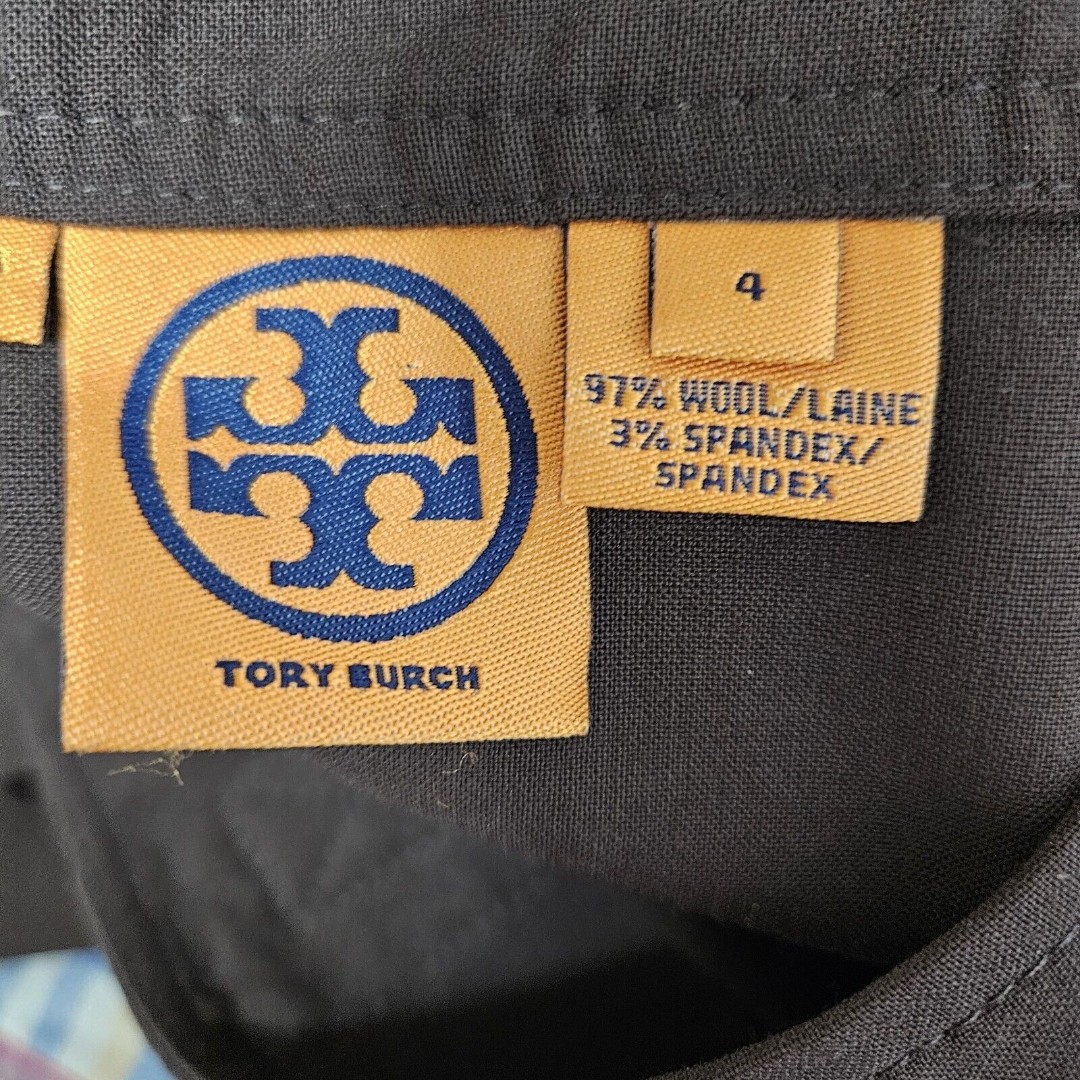 TORY BURCH
4
97% WOOL/LAINE
3% SPANDEX/
SPANDEX